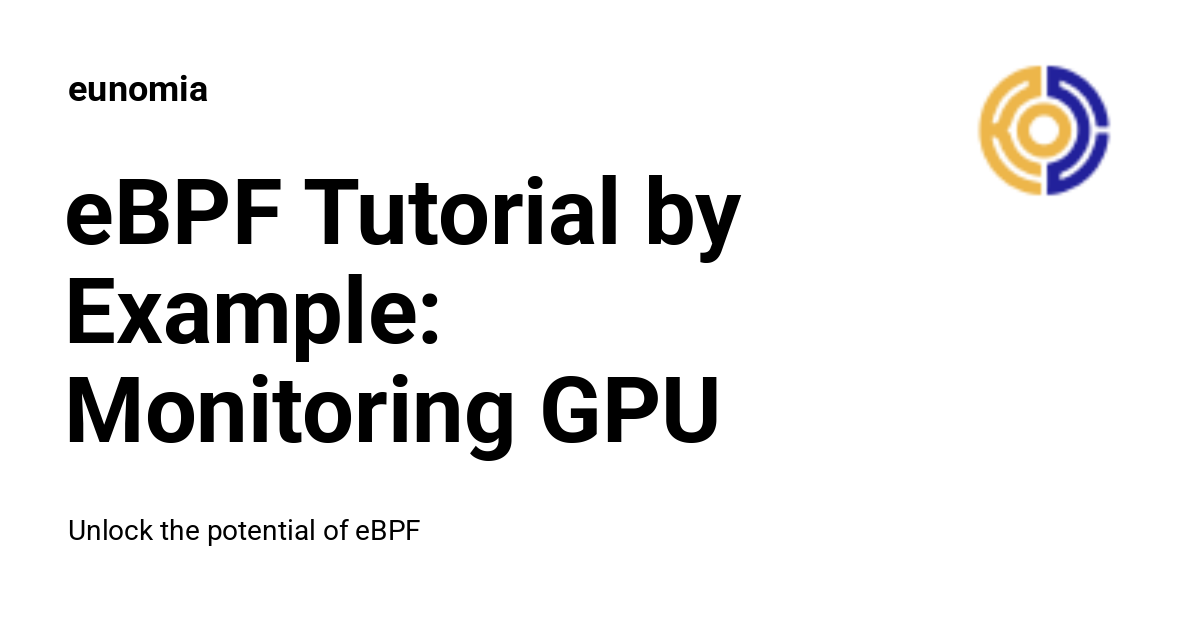 eunomia
eBPF Tutorial by
Example:
Monitoring GPU
Unlock the potential of eBPF